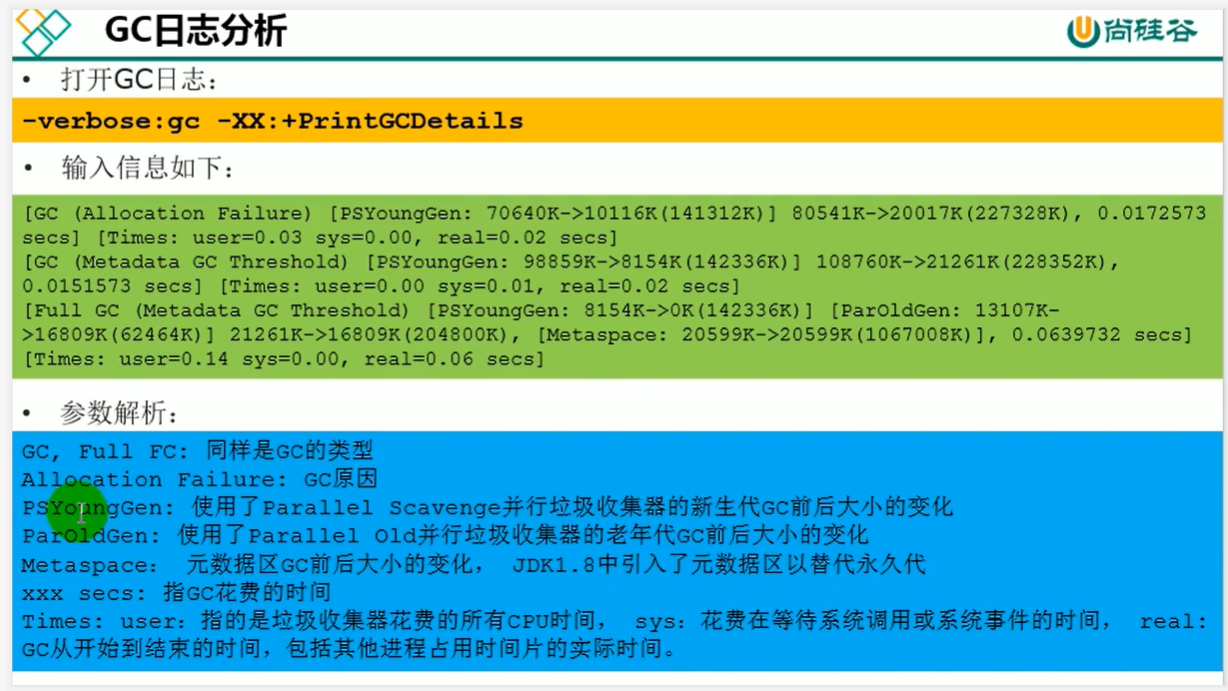 GC日志分析
尚硅谷
• 打开GC日志：
-verbose:gc -XX:+PrintGCDetails
• 输入信息如下：
[GC (Allocation Failure) [PSYoungGen: 70640K->10116K(141312K)] 80541K->20017K(227328K), 0.0172573
secs] [Times: user=0.03 sys=0.00, real=0.02 secs]
[GC (Metadata GC Threshold) [PSYoungGen: 98859K->8154K(142336K)] 108760K->21261K(228352K),
0.0151573 secs] [Times: user=0.00 sys=0.01, real=0.02 secs]
[Full GC (Metadata GC Threshold) [PSYoungGen: 8154K->0K(142336K)] [ParOldGen: 13107K-
>16809K(62464K)] 21261K->16809K(204800K), [Metaspace: 20599K->20599K(1067008K)], 0.0639732 secs]
[Times: user=0.14 sys=0.00, real=0.06 secs]
• 参数解析：
GC, Full FC: 同样是GC的类型
Allocation Failure: GC原因
PSYoungGen: 使用了Parallel Scavenge并行垃圾收集器的新生代GC前后大小的变化
ParOldGen: 使用了Parallel Old并行垃圾收集器的老年代GC前后大小的变化
Metaspace: 元数据区GC前后大小的变化, JDK1.8中引入了元数据区以替代永久代
xxx secs: 指GC花费的时间
Times: user: 指的是垃圾收集器花费的所有CPU时间, sys: 花费在等待系统调用或系统事件的时间, real:
GC从开始到结束的时间，包括其他进程占用时间片的实际时间。